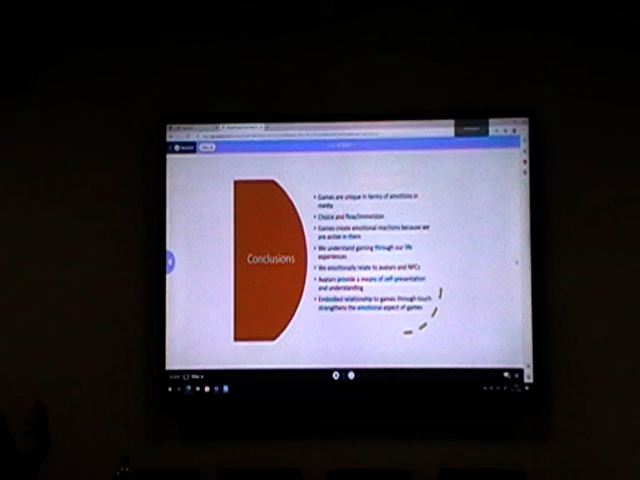 Conclusions
• Games are unique in terms of emotions in
media
• Choice and flow/immersion
• Games create emotional reactions because we
are active in them
• We understand gaming through our life
experiences
• We emotionally relate to avatars and NPCs
• Avatars provide a means of self-presentation
and understanding
• Embodied relationship to games through touch
strengthens the emotional aspect of games